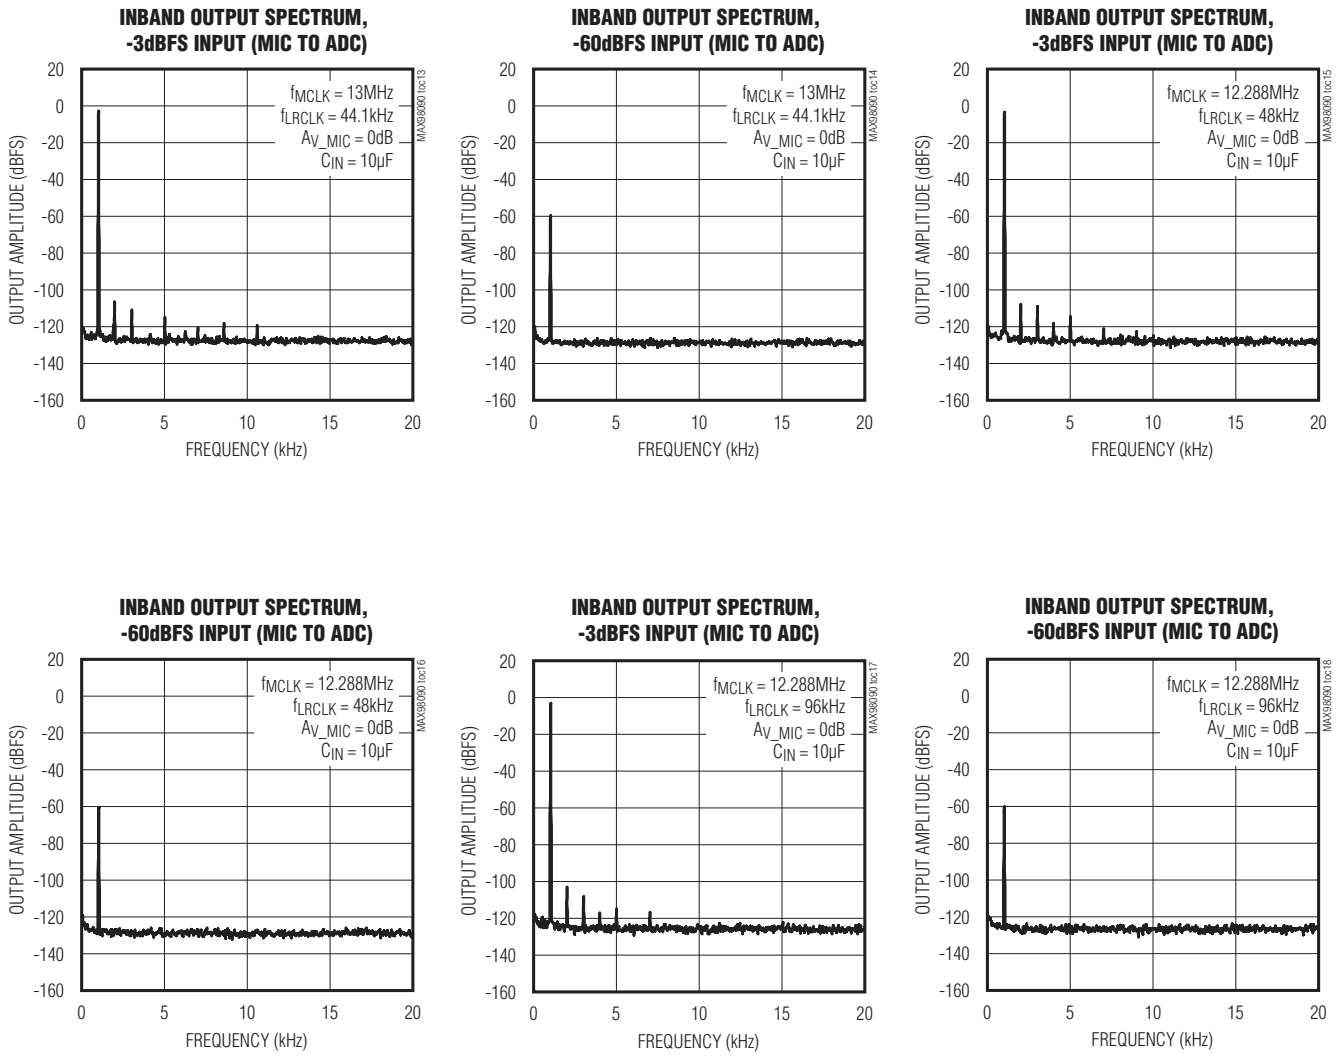 INBAND OUTPUT SPECTRUM,
-3dBFS INPUT (MIC TO ADC)
20
0
-20
-40
-60
-80
-100
-120
-140
-160
OUTPUT AMPLITUDE (dBFS)
fMCLK = 13MHz
fLRCLK = 44.1kHz
AV_MIC = 0dB
CIN = 10µF
MAX98090 toc13
0 5 10 15 20
FREQUENCY (kHz)
INBAND OUTPUT SPECTRUM,
-60dBFS INPUT (MIC TO ADC)
20
0
-20
-40
-60
-80
-100
-120
-140
-160
OUTPUT AMPLITUDE (dBFS)
fMCLK = 13MHz
fLRCLK = 44.1kHz
AV_MIC = 0dB
CIN = 10µF
MAX98090 toc14
0 5 10 15 20
FREQUENCY (kHz)
INBAND OUTPUT SPECTRUM,
-3dBFS INPUT (MIC TO ADC)
20
0
-20
-40
-60
-80
-100
-120
-140
-160
OUTPUT AMPLITUDE (dBFS)
fMCLK = 12.288MHz
fLRCLK = 48kHz
AV_MIC = 0dB
CIN = 10µF
MAX98090 toc15
0 5 10 15 20
FREQUENCY (kHz)
INBAND OUTPUT SPECTRUM,
-60dBFS INPUT (MIC TO ADC)
20
0
-20
-40
-60
-80
-100
-120
-140
-160
OUTPUT AMPLITUDE (dBFS)
fMCLK = 12.288MHz
fLRCLK = 48kHz
AV_MIC = 0dB
CIN = 10µF
MAX98090 toc16
0 5 10 15 20
FREQUENCY (kHz)
INBAND OUTPUT SPECTRUM,
-3dBFS INPUT (MIC TO ADC)
20
0
-20
-40
-60
-80
-100
-120
-140
-160
OUTPUT AMPLITUDE (dBFS)
fMCLK = 12.288MHz
fLRCLK = 96kHz
AV_MIC = 0dB
CIN = 10µF
MAX98090 toc17
0 5 10 15 20
FREQUENCY (kHz)
INBAND OUTPUT SPECTRUM,
-60dBFS INPUT (MIC TO ADC)
20
0
-20
-40
-60
-80
-100
-120
-140
-160
OUTPUT AMPLITUDE (dBFS)
fMCLK = 12.288MHz
fLRCLK = 96kHz
AV_MIC = 0dB
CIN = 10µF
MAX98090 toc18
0 5 10 15 20
FREQUENCY (kHz)